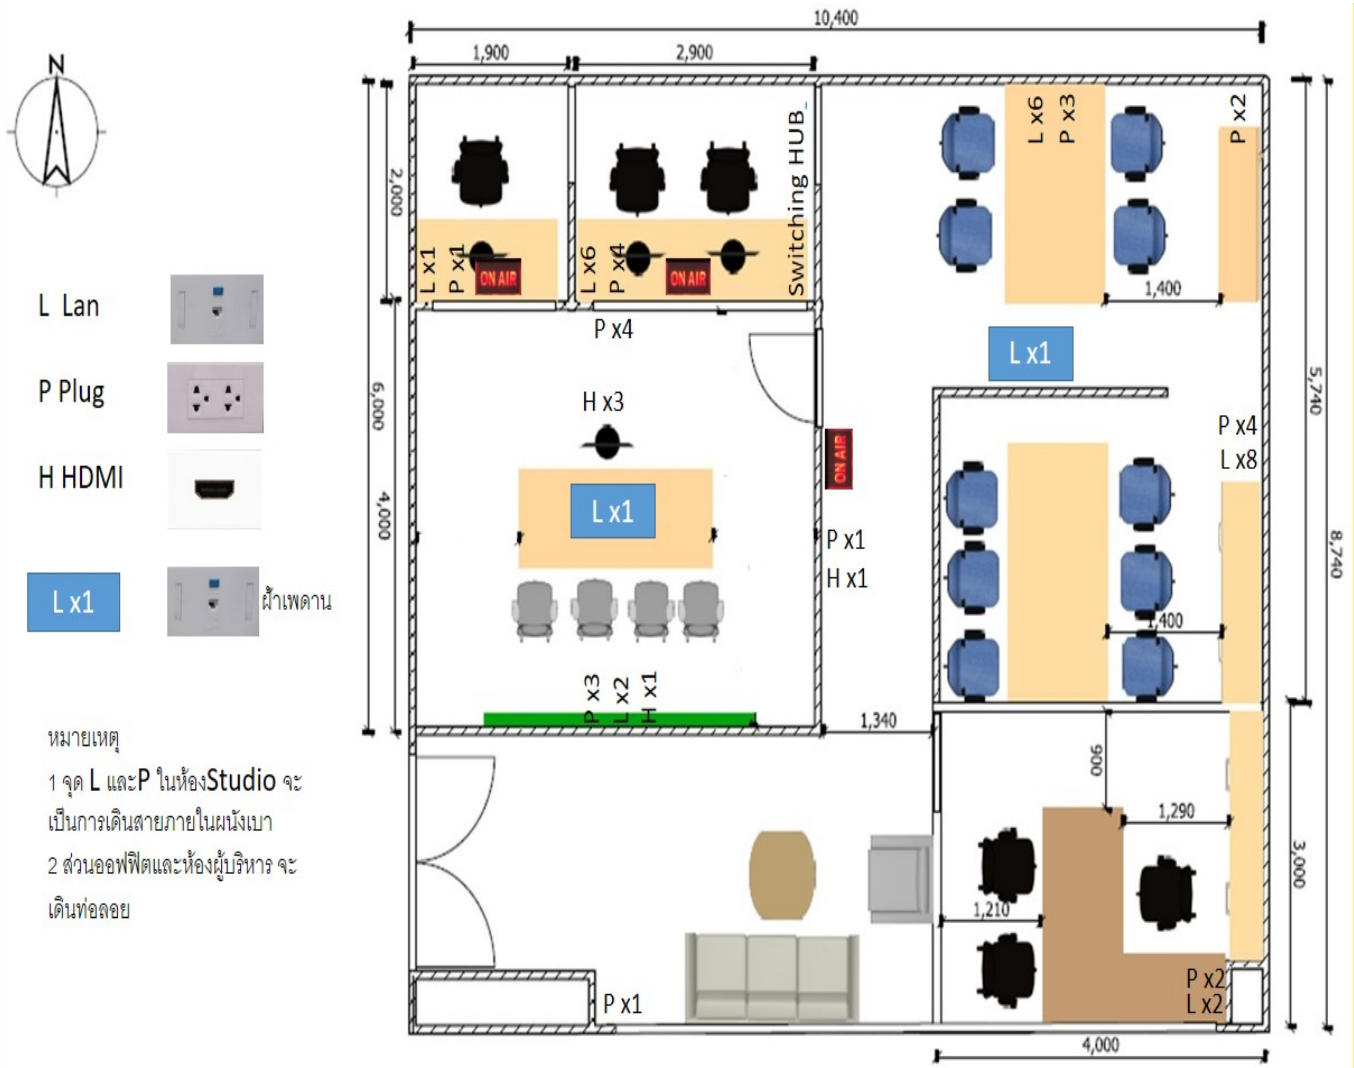 10,400
1,900
2,900
N
2,000
L x1
P x1
ON AIR
L x6
P x4
ON AIR
Switching HUB_
L x6
P x3
P x2
1,400
L Lan
P Plug
H HDMI
L x1
ฝ้าเพดาน
P x4
H x3
L x1
6,000
4,000
L x1
ON AIR
P x1
H x1
P x4
L x8
1,400
5,740
8,740
P x3
L x2
H x1
1,340
900
1,290
1,210
3,000
P x1
P x2
L x2
4,000
หมายเหตุ
1 จุด L และP ในห้องStudio จะ
เป็นการเดินสายภายในผนังเบา
2 ส่วนออฟฟิตและห้องผู้บริหาร จะ
เดินท่อลอย